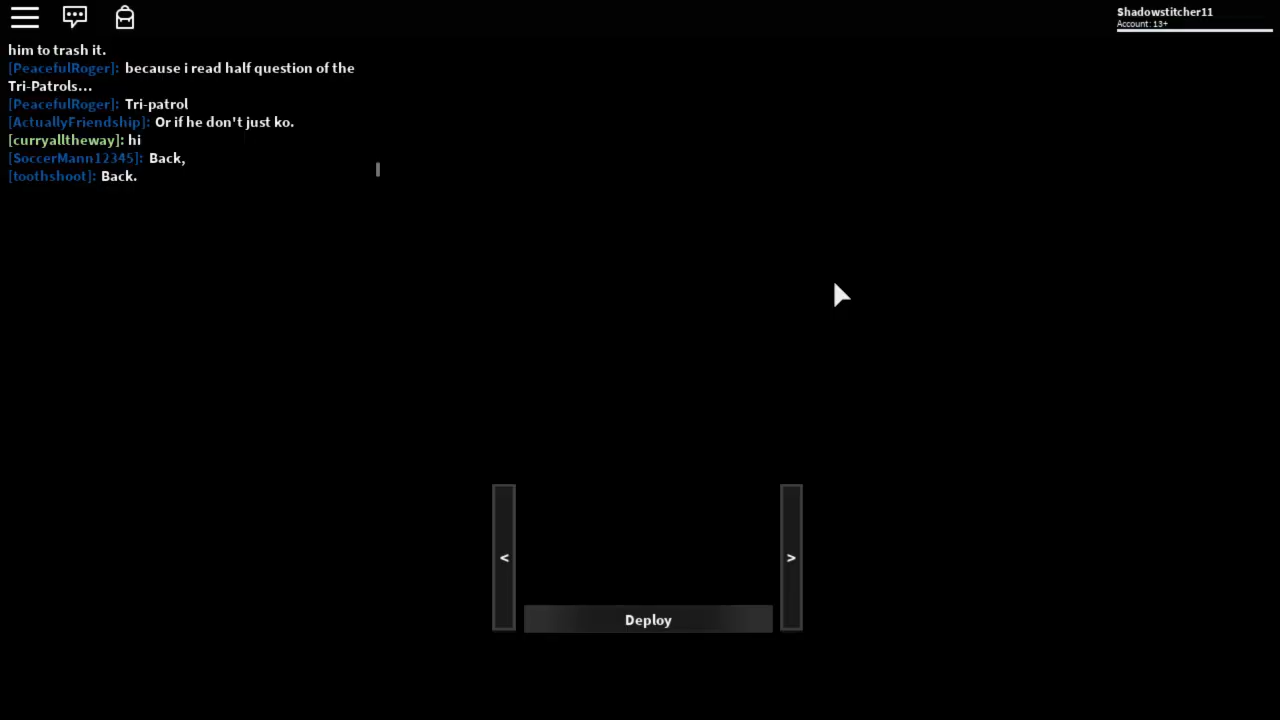 Shadowstitcher11
Account: 13+
him to trash it.
[PeacefulRoger]: because i read half question of the
Tri-Patrols...
[PeacefulRoger]: Tri-patrol
[ActuallyFriendship]: Or if he don't just ko.
[curryalltheway]: hi
[SoccerMann12345]: Back,
[toothshoot]: Back.
< >
Deploy